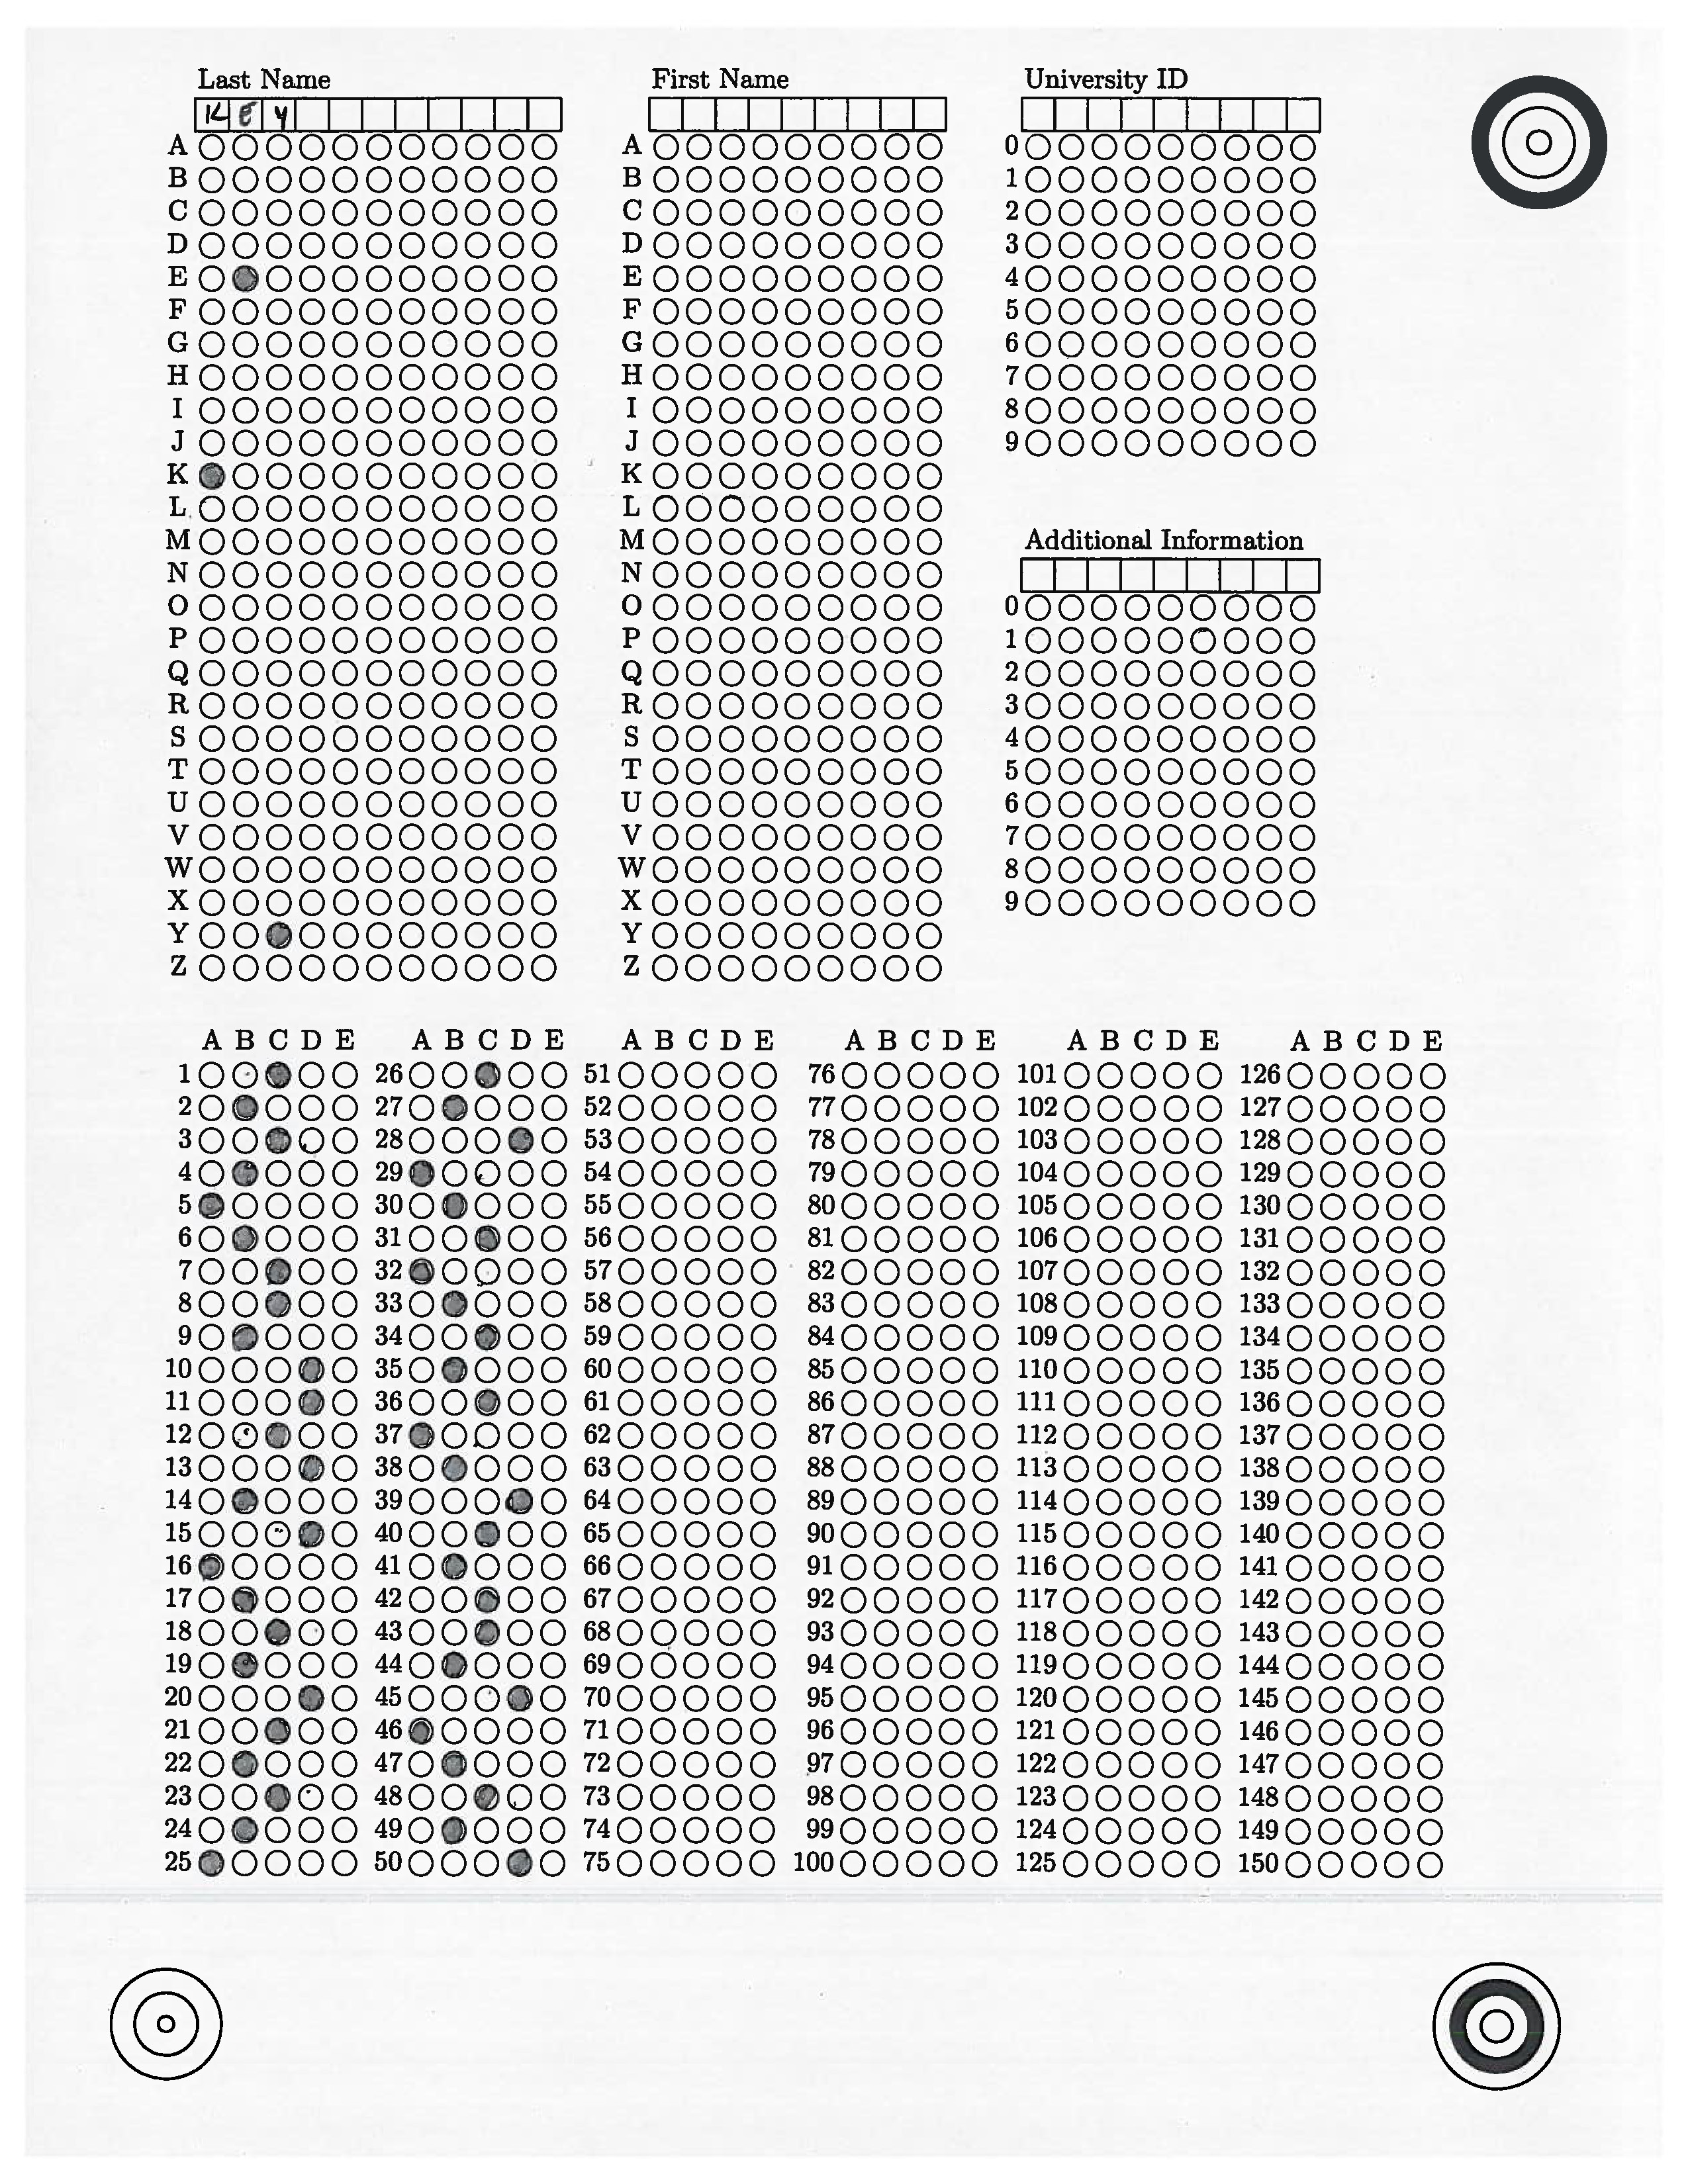 Last Name First Name University ID
K E Y
A A 0
B B 1
C C 2
D D 3
E E 4
F F 5
G G 6
H H 7
I I 8
J J 9
K K
L L
M M Additional Information
N N
O O 0
P P 1
Q Q 2
R R 3
S S 4
T T 5
U U 6
V V 7
W W 8
X X 9
Y Y
Z Z
A B C D E A B C D E A B C D E A B C D E A B C D E A B C D E
1 26 51 76 101 126
2 27 52 77 102 127
3 28 53 78 103 128
4 29 54 79 104 129
5 30 55 80 105 130
6 31 56 81 106 131
7 32 57 82 107 132
8 33 58 83 108 133
9 34 59 84 109 134
10 35 60 85 110 135
11 36 61 86 111 136
12 37 62 87 112 137
13 38 63 88 113 138
14 39 64 89 114 139
15 40 65 90 115 140
16 41 66 91 116 141
17 42 67 92 117 142
18 43 68 93 118 143
19 44 69 94 119 144
20 45 70 95 120 145
21 46 71 96 121 146
22 47 72 97 122 147
23 48 73 98 123 148
24 49 74 99 124 149
25 50 75 100 125 150